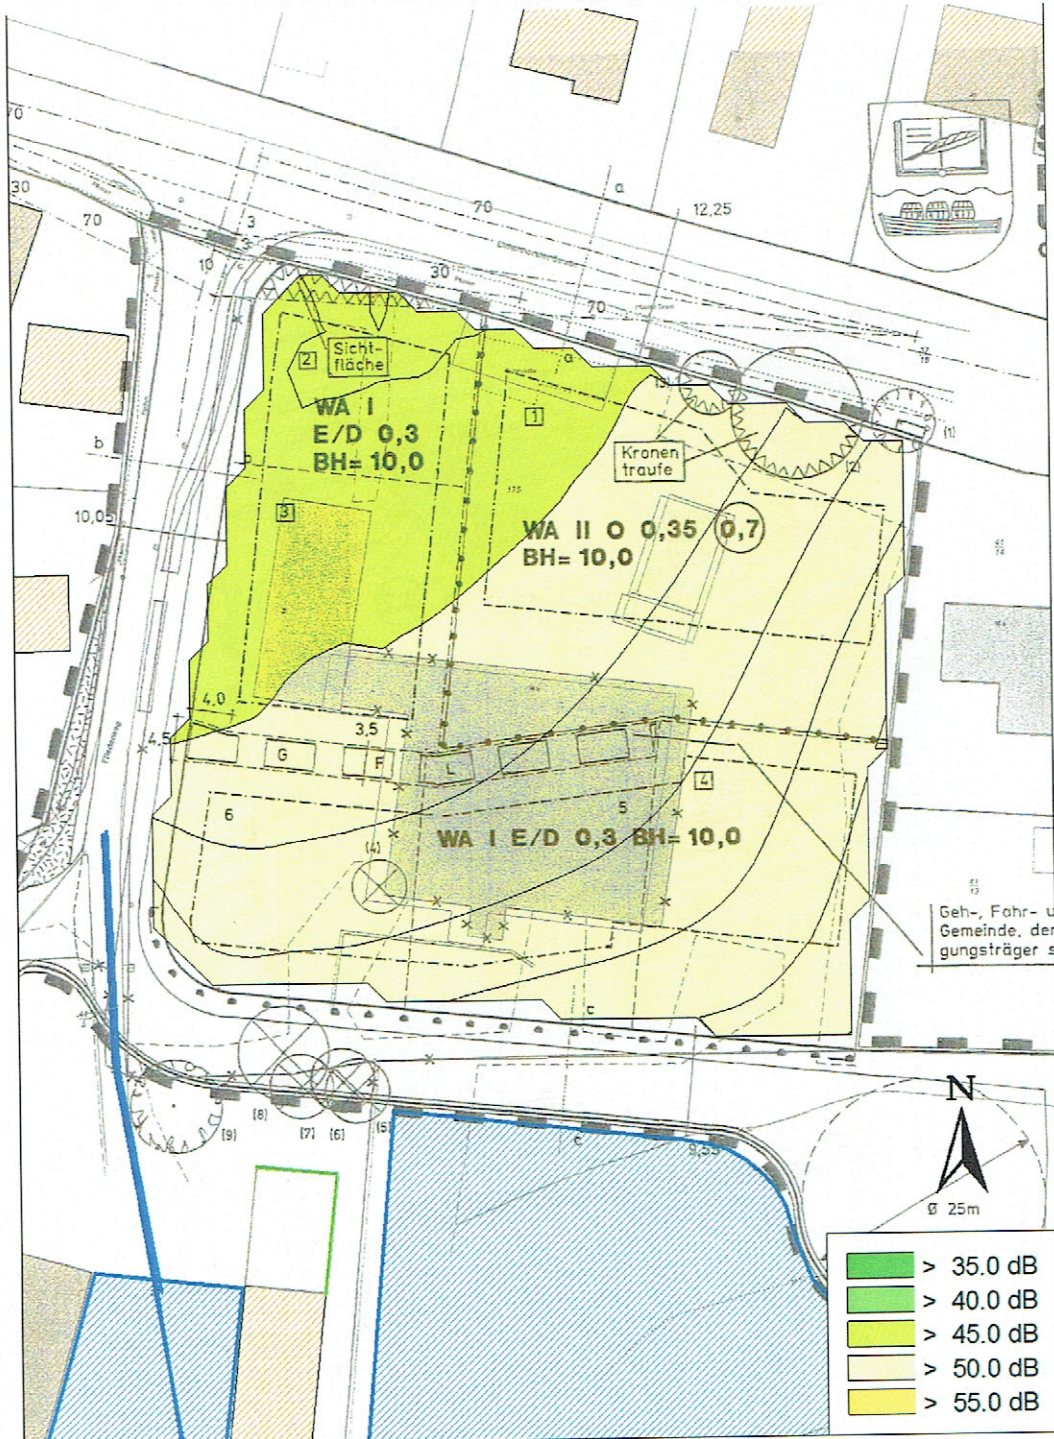 70
30
70
3
10
70
a
12,25
30
70
Sicht-
fläche
2
a
WA I
E/D 0,3
BH= 10,0
1
Kronen
traufe
(1)
(2)
b
10,05
3
WA II O 0,35 0,7
BH= 10,0
4,0
4,5
3,5
G
F
L
4
6
5
WA I E/D 0,3 BH= 10,0
(4)
Geh-, Fahr- u
Gemeinde, der
gungsträger s
c
(9)
(8)
(7)
(6)
(5)
c
9,55
N
Ø 25m
> 35.0 dB
> 40.0 dB
> 45.0 dB
> 50.0 dB
> 55.0 dB